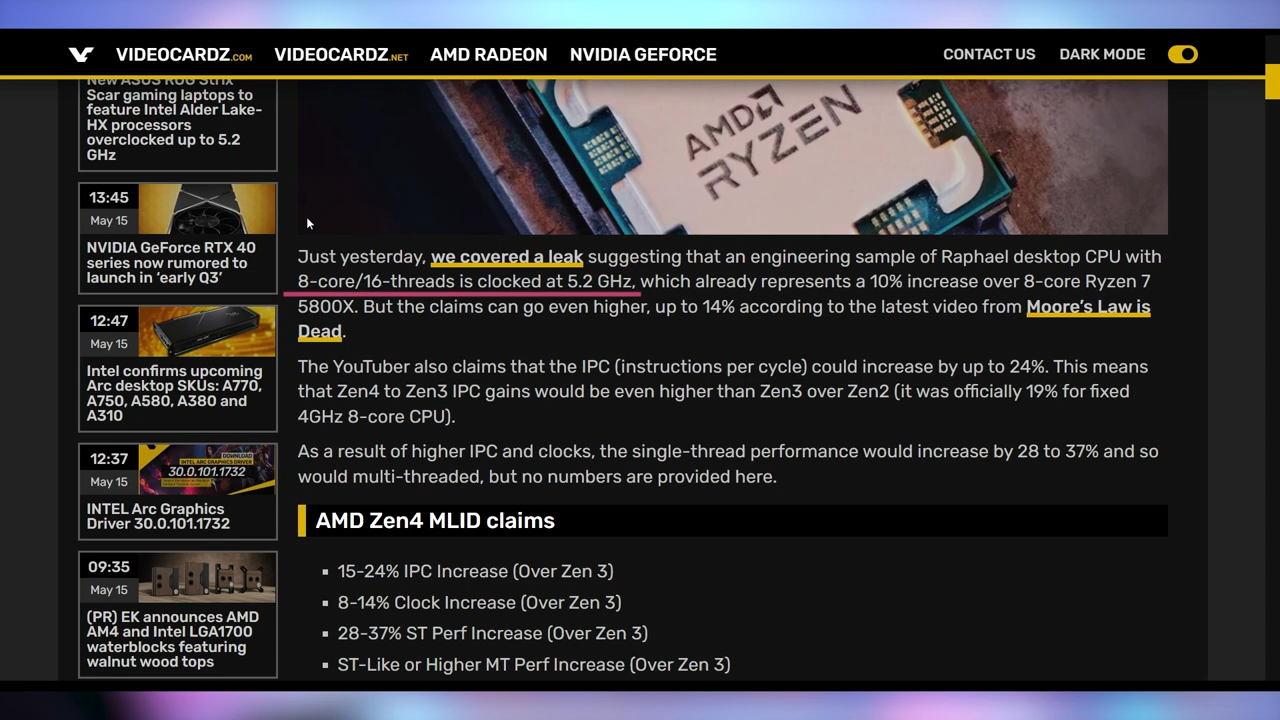 VIDEOCARDZ.COM VIDEOCARDZ.NET AMD RADEON NVIDIA GEFORCE CONTACT US DARK MODE
New ASUS ROG Strix
Scar gaming laptops to
feature Intel Alder Lake-
HX processors
overclocked up to 5.2
GHz
13:45
May 15
NVIDIA GeForce RTX 40
series now rumored to
launch in ‘early Q3’
12:47
May 15
Intel confirms upcoming
Arc desktop SKUs: A770,
A750, A580, A380 and
A310
12:37
May 15
DOWNLOAD
INTEL ARC GRAPHICS DRIVER
30.0.101.1732
INTEL Arc Graphics
Driver 30.0.101.1732
09:35
May 15
(PR) EK announces AMD
AM4 and Intel LGA1700
waterblocks featuring
walnut wood tops
AMD
RYZEN
Just yesterday, we covered a leak suggesting that an engineering sample of Raphael desktop CPU with
8-core/16-threads is clocked at 5.2 GHz, which already represents a 10% increase over 8-core Ryzen 7
5800X. But the claims can go even higher, up to 14% according to the latest video from Moore’s Law is
Dead.
The YouTuber also claims that the IPC (instructions per cycle) could increase by up to 24%. This means
that Zen4 to Zen3 IPC gains would be even higher than Zen3 over Zen2 (it was officially 19% for fixed
4GHz 8-core CPU).
As a result of higher IPC and clocks, the single-thread performance would increase by 28 to 37% and so
would multi-threaded, but no numbers are provided here.
AMD Zen4 MLID claims
▪ 15-24% IPC Increase (Over Zen 3)
▪ 8-14% Clock Increase (Over Zen 3)
▪ 28-37% ST Perf Increase (Over Zen 3)
▪ ST-Like or Higher MT Perf Increase (Over Zen 3)